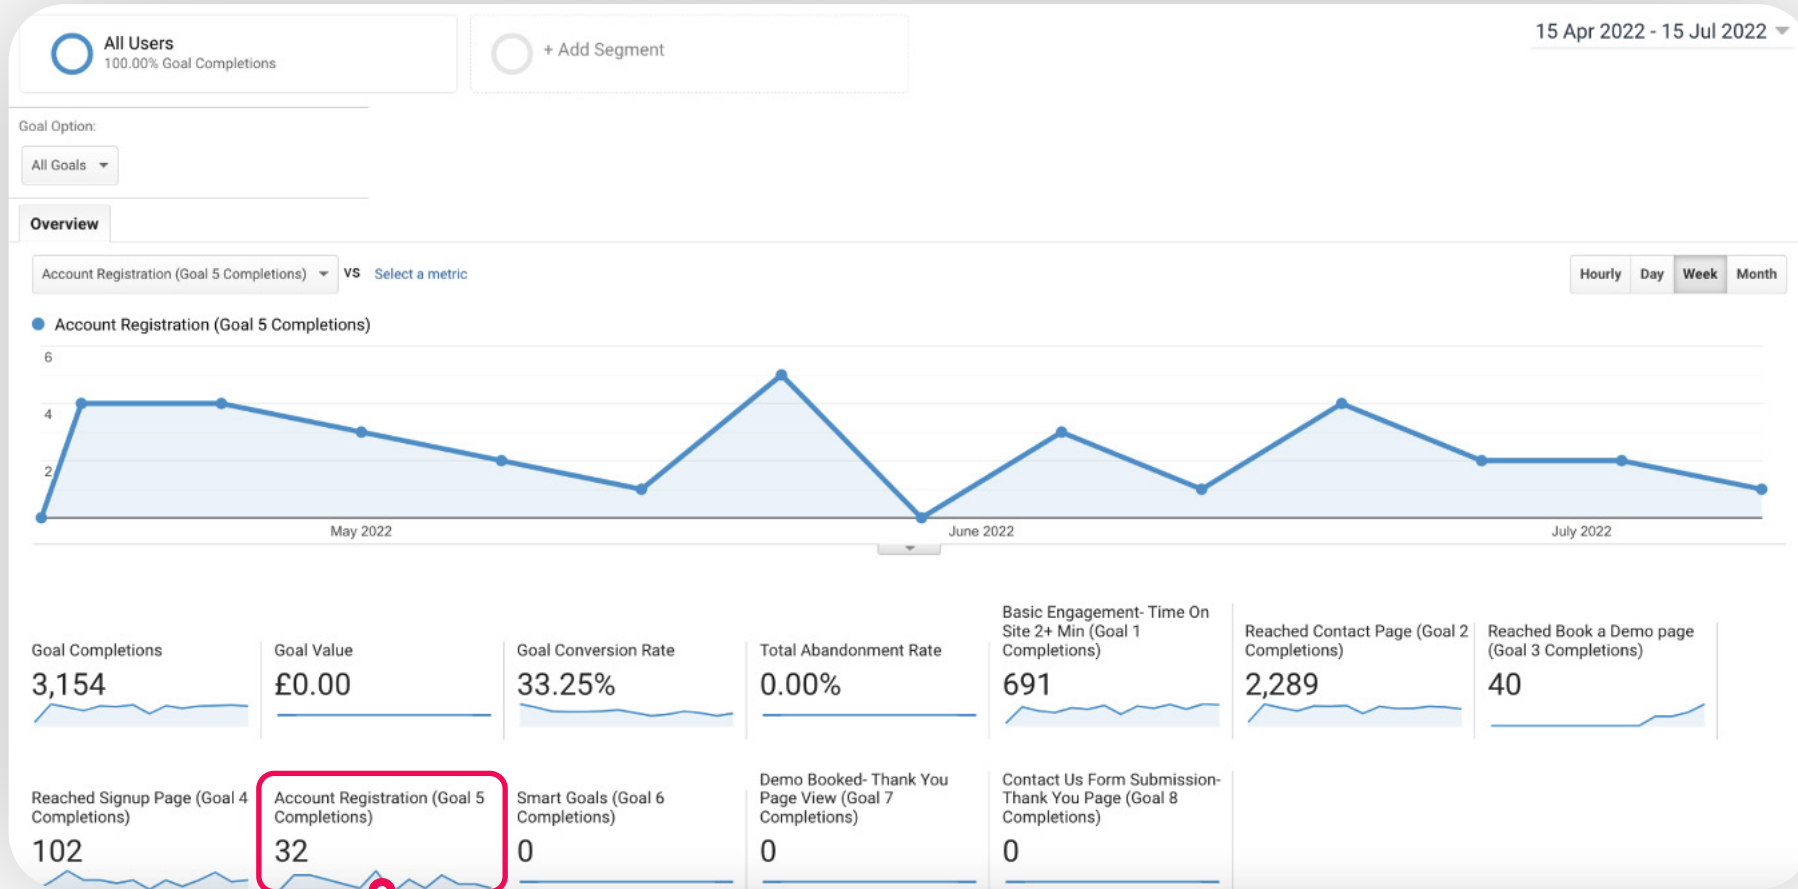 All Users
100.00% Goal Completions
+ Add Segment
15 Apr 2022 - 15 Jul 2022
Goal Option:
All Goals
Overview
Account Registration (Goal 5 Completions)
VS
Select a metric
Hourly
Day
Week
Month
Account Registration (Goal 5 Completions)
6
4
2
May 2022
June 2022
July 2022
Goal Completions
3,154
Goal Value
£0.00
Goal Conversion Rate
33.25%
Total Abandonment Rate
0.00%
Basic Engagement- Time On
Site 2+ Min (Goal 1
Completions)
691
Reached Contact Page (Goal 2
Completions)
2,289
Reached Book a Demo page
(Goal 3 Completions)
40
Reached Signup Page (Goal 4
Completions)
102
Account Registration (Goal 5
Completions)
32
Smart Goals (Goal 6
Completions)
0
Demo Booked- Thank You
Page View (Goal 7
Completions)
0
Contact Us Form Submission-
Thank You Page (Goal 8
Completions)
0